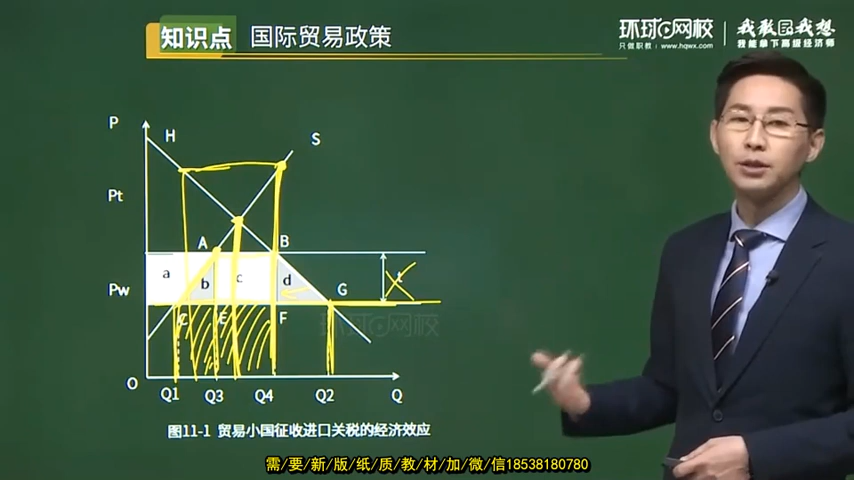 知识点 国际贸易政策
环球网校
只做职教：www.hqwx.com
我敢 我想
我能拿下高级经济师
P
H
S
Pt
A
B
a
b
c
d
t
Pw
G
C
E
F
环球网校
O
Q1
Q3
Q4
Q2
Q
图11-1 贸易小国征收进口关税的经济效应
需/要/新/版/纸/质/教/材/加/微/信18538180780